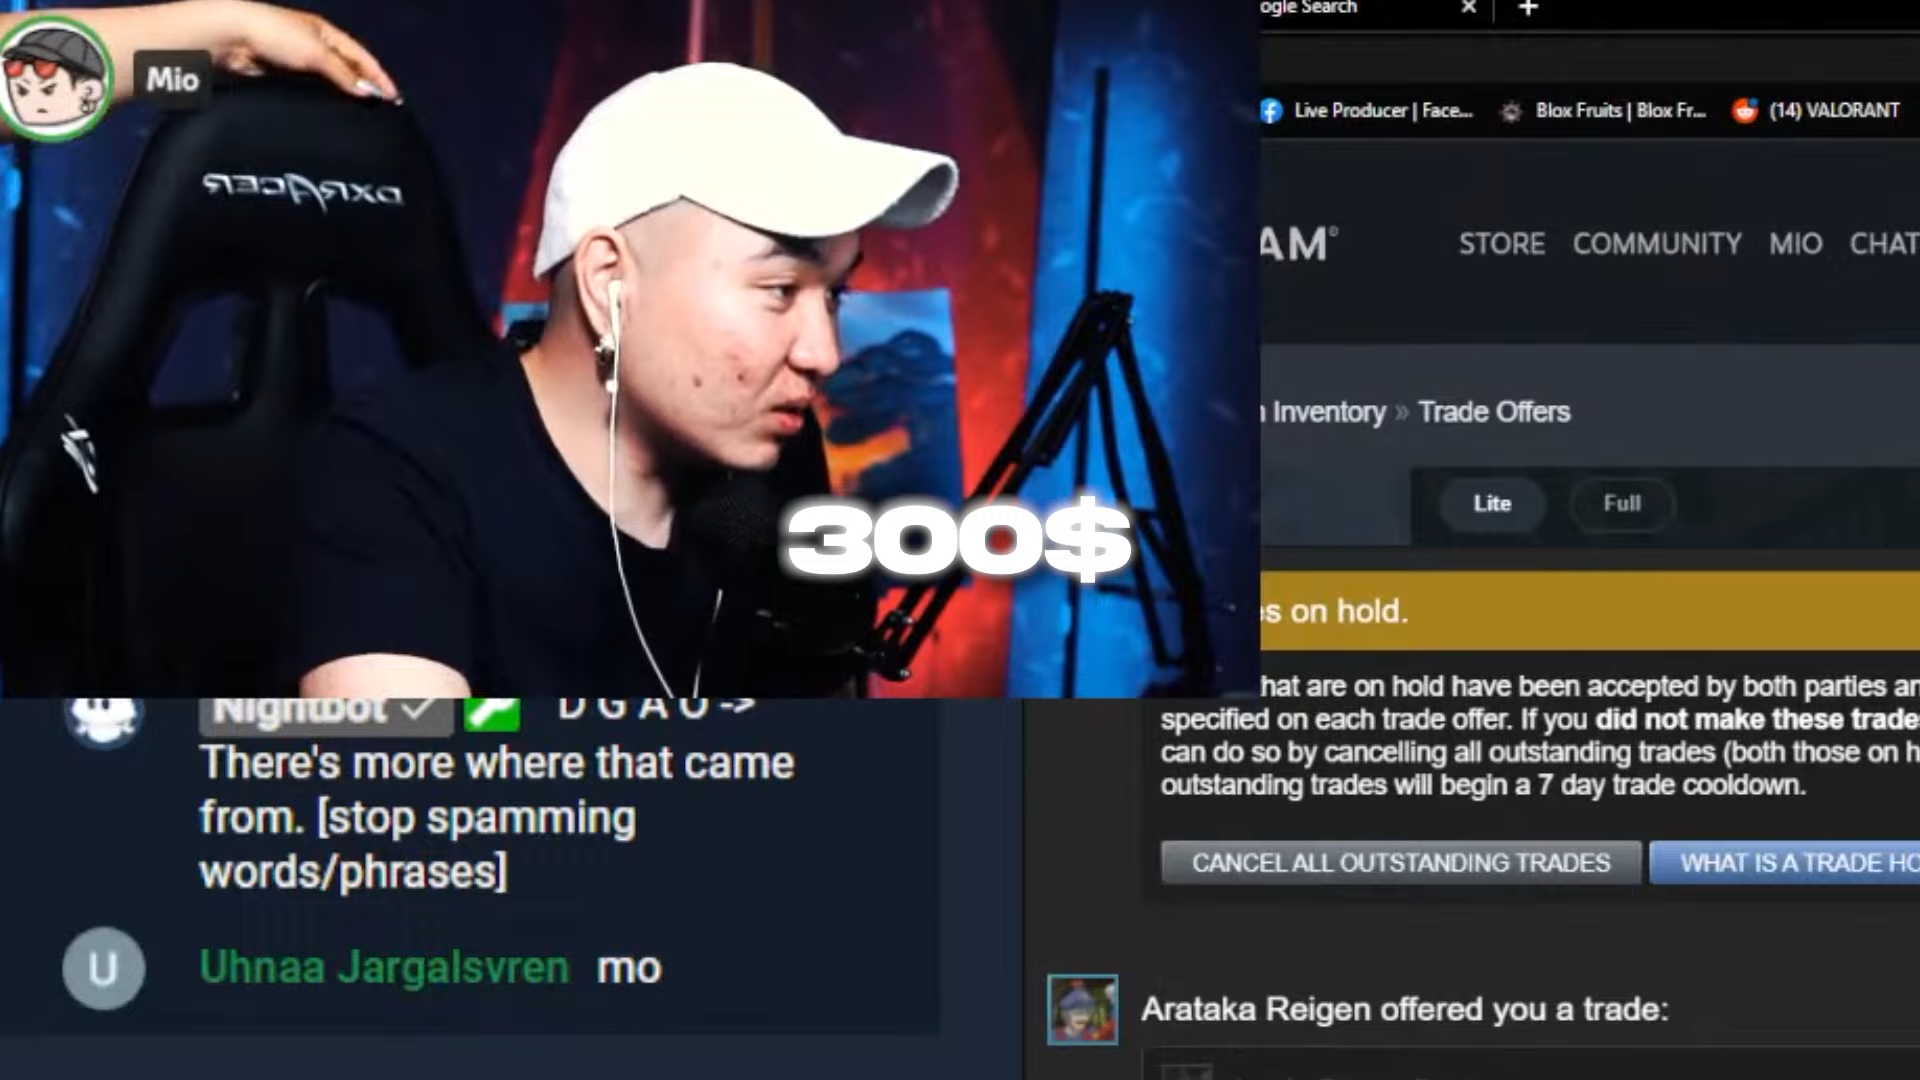 ogle Search
Live Producer | Face...
Blox Fruits | Blox Fr...
(14) VALORANT
Mio
DXRACER
AM®
STORE
COMMUNITY
MIO
CHAT
Inventory » Trade Offers
Lite
Full
300$
es on hold.
hat are on hold have been accepted by both parties an
specified on each trade offer. If you did not make these trades
can do so by cancelling all outstanding trades (both those on h
outstanding trades will begin a 7 day trade cooldown.
CANCEL ALL OUTSTANDING TRADES
WHAT IS A TRADE HO
Nightbot D G A U ->
There's more where that came
from. [stop spamming
words/phrases]
U
Uhnaa Jargalsvren mo
Arataka Reigen offered you a trade: